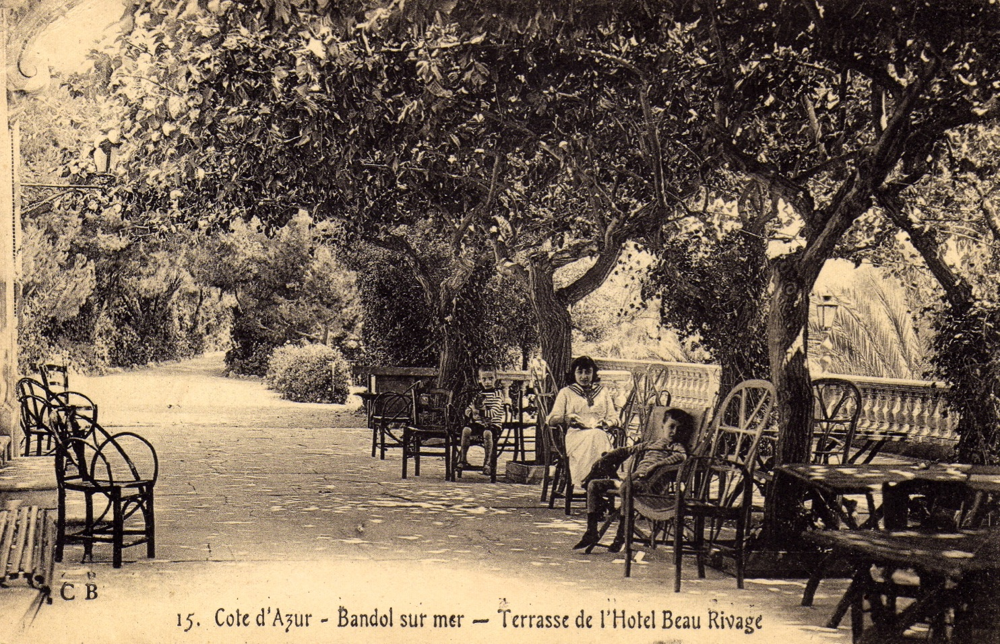 C B
15. Cote d'Azur - Bandol sur mer — Terrasse de l'Hotel Beau Rivage